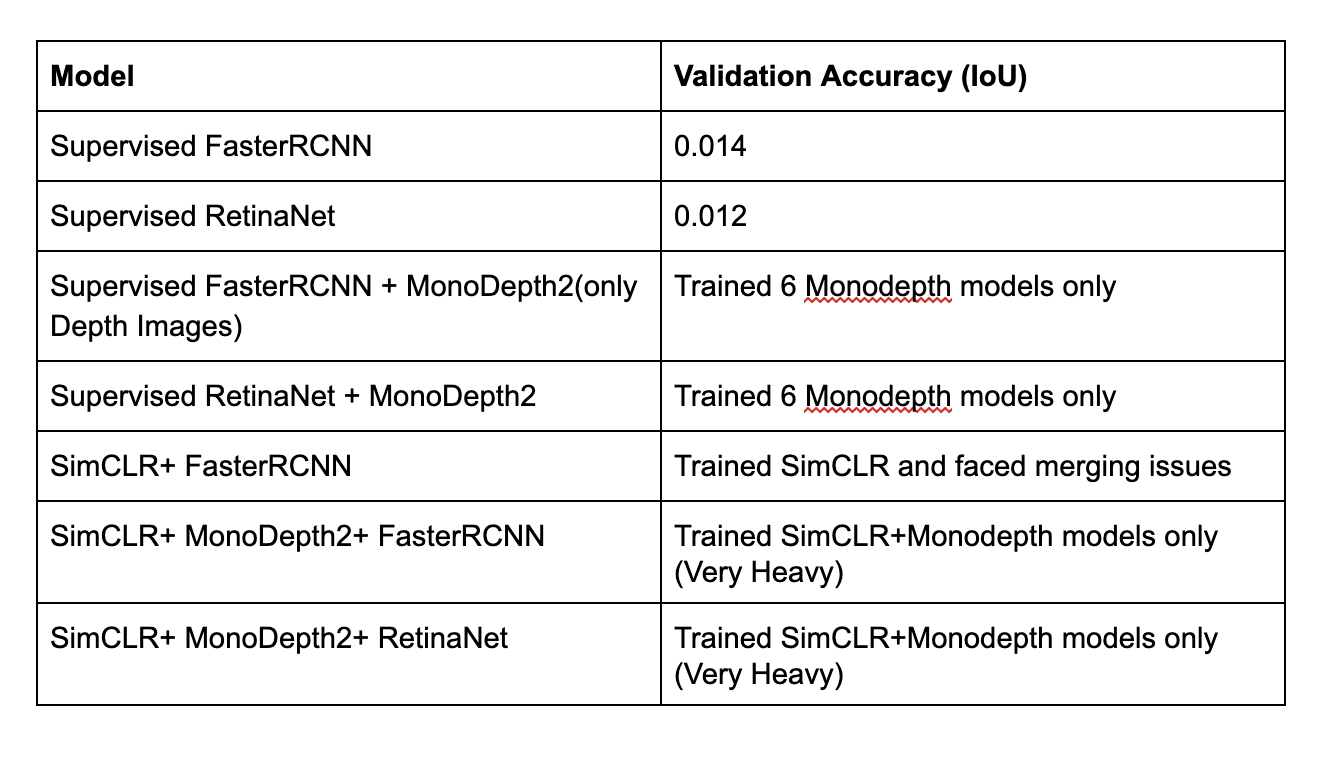 Model
Validation Accuracy (IoU)
Supervised FasterRCNN
0.014
Supervised RetinaNet
0.012
Supervised FasterRCNN + MonoDepth2(only
Depth Images)
Trained 6 Monodepth models only
Supervised RetinaNet + MonoDepth2
Trained 6 Monodepth models only
SimCLR+ FasterRCNN
Trained SimCLR and faced merging issues
SimCLR+ MonoDepth2+ FasterRCNN
Trained SimCLR+Monodepth models only
(Very Heavy)
SimCLR+ MonoDepth2+ RetinaNet
Trained SimCLR+Monodepth models only
(Very Heavy)